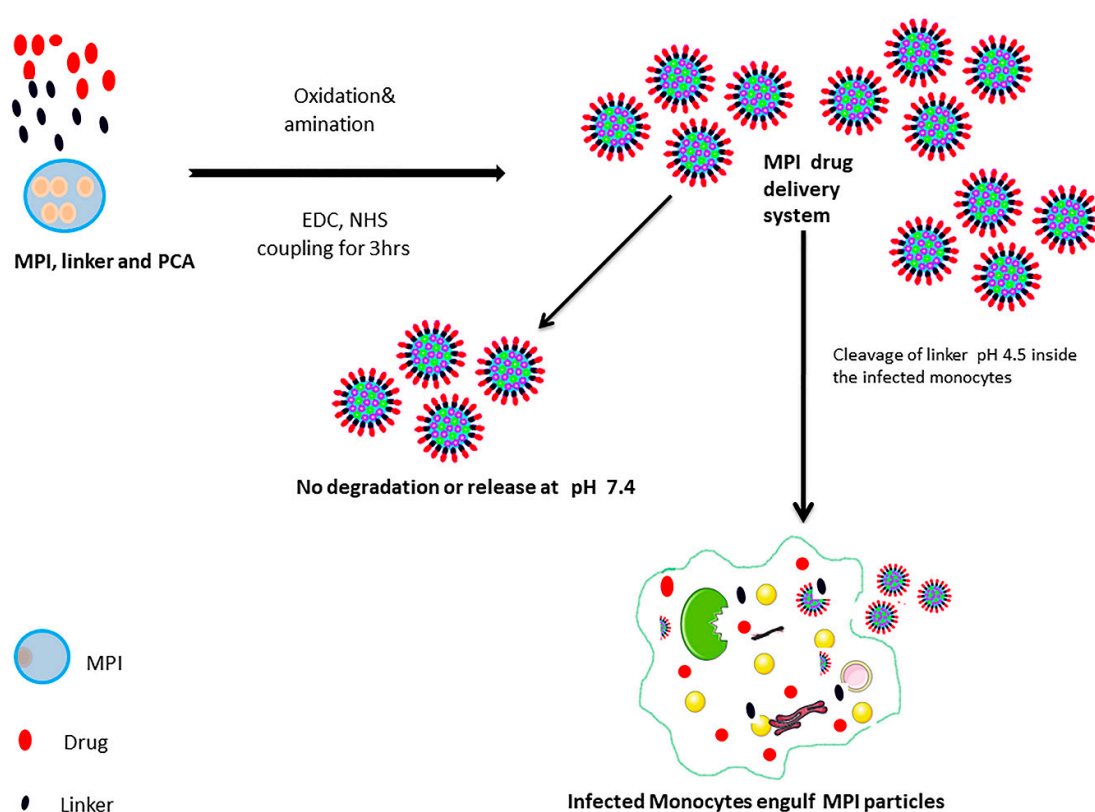 Oxidation&
amination
EDC, NHS
coupling for 3hrs
MPI, linker and PCA
MPI drug
delivery
system
Cleavage of linker pH 4.5 inside
the infected monocytes
No degradation or release at pH 7.4
MPI
Drug
Linker
Infected Monocytes engulf MPI particles